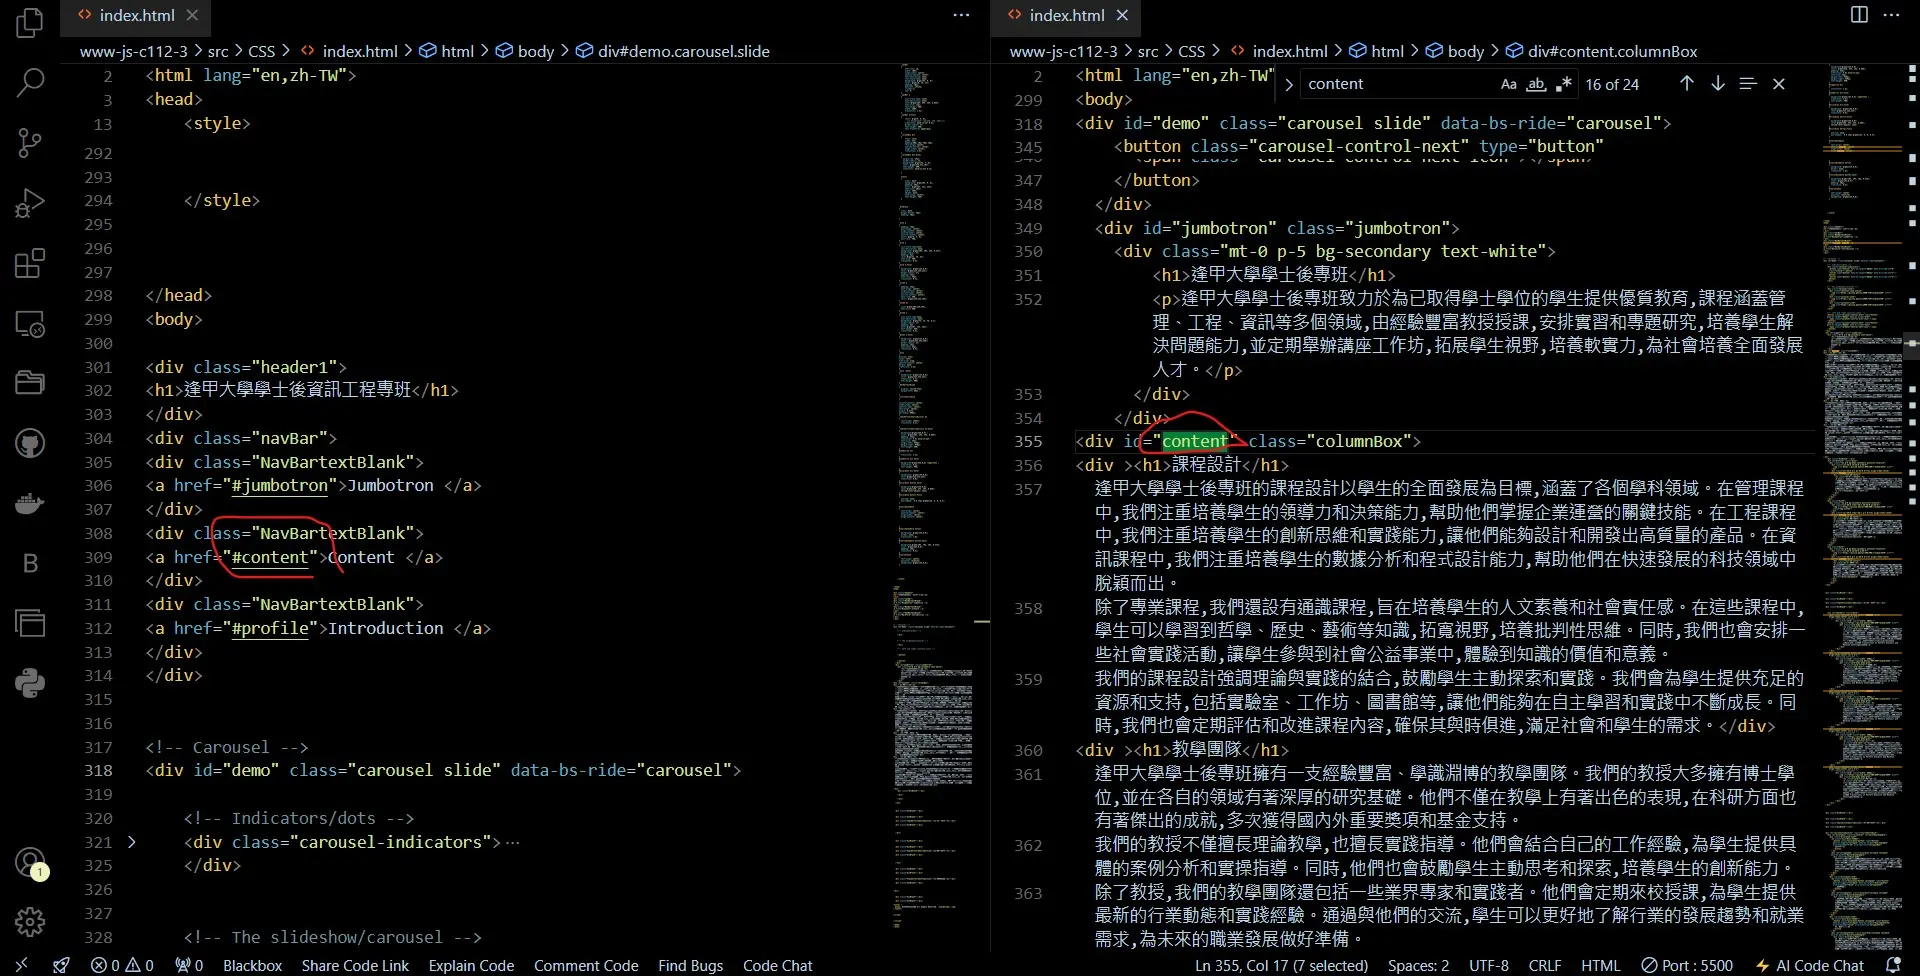 index.html
www-js-c112-3 > src > CSS > index.html > html > body > div#demo.carousel.slide
2 <html lang="en,zh-TW">
3 <head>
13 <style>
292
293
294 </style>
295
296
297
298 </head>
299 <body>
300
301 <div class="header1">
302 <h1>逢甲大學學士後資訊工程專班</h1>
303 </div>
304 <div class="navBar">
305 <div class="NavBartextBlank">
306 <a href="#jumbotron">Jumbotron </a>
307 </div>
308 <div class="NavBartextBlank">
309 <a href="#content">Content </a>
310 </div>
311 <div class="NavBartextBlank">
312 <a href="#profile">Introduction </a>
313 </div>
314 </div>
315
316
317 <!-- Carousel -->
318 <div id="demo" class="carousel slide" data-bs-ride="carousel">
319
320 <!-- Indicators/dots -->
321 <div class="carousel-indicators">…
325 </div>
326
327
328 <!-- The slideshow/carousel -->
index.html
www-js-c112-3 > src > CSS > index.html > html > body > div#content.columnBox
content Aa ab .* 16 of 24
2 <html lang="en,zh-TW"
299 <body>
318 <div id="demo" class="carousel slide" data-bs-ride="carousel">
345 <button class="carousel-control-next" type="button"
347 </button>
348 </div>
349 <div id="jumbotron" class="jumbotron">
350 <div class="mt-0 p-5 bg-secondary text-white">
351 <h1>逢甲大學學士後專班</h1>
352 <p>逢甲大學學士後專班致力於為已取得學士學位的學生提供優質教育,課程涵蓋管
理、工程、資訊等多個領域,由經驗豐富教授授課,安排實習和專題研究,培養學生解
決問題能力,並定期舉辦講座工作坊,拓展學生視野,培養軟實力,為社會培養全面發展
人才。</p>
353 </div>
354 </div>
355 <div id="content" class="columnBox">
356 <div ><h1>課程設計</h1>
357 逢甲大學學士後專班的課程設計以學生的全面發展為目標,涵蓋了各個學科領域。在管理課程
中,我們注重培養學生的領導力和決策能力,幫助他們掌握企業運營的關鍵技能。在工程課程
中,我們注重培養學生的創新思維和實踐能力,讓他們能夠設計和開發出高質量的產品。在資
訊課程中,我們注重培養學生的數據分析和程式設計能力,幫助他們在快速發展的科技領域中
脫穎而出。
358 除了專業課程,我們還設有通識課程,旨在培養學生的人文素養和社會責任感。在這些課程中,
學生可以學習到哲學、歷史、藝術等知識,拓寬視野,培養批判性思維。同時,我們也會安排一
些社會實踐活動,讓學生參與到社會公益事業中,體驗到知識的價值和意義。
359 我們的課程設計強調理論與實踐的結合,鼓勵學生主動探索和實踐。我們會為學生提供充足的
資源和支持,包括實驗室、工作坊、圖書館等,讓他們能夠在自主學習和實踐中不斷成長。同
時,我們也會定期評估和改進課程內容,確保其與時俱進,滿足社會和學生的需求。</div>
360 <div ><h1>教學團隊</h1>
361 逢甲大學學士後專班擁有一支經驗豐富、學識淵博的教學團隊。我們的教授大多擁有博士學
位,並在各自的領域有著深厚的研究基礎。他們不僅在教學上有著出色的表現,在科研方面也
有著傑出的成就,多次獲得國內外重要獎項和基金支持。
362 我們的教授不僅擅長理論教學,也擅長實踐指導。他們會結合自己的工作經驗,為學生提供具
體的案例分析和實操指導。同時,他們也會鼓勵學生主動思考和探索,培養學生的創新能力。
363 除了教授,我們的教學團隊還包括一些業界專家和實踐者。他們會定期來校授課,為學生提供
最新的行業動態和實踐經驗。通過與他們的交流,學生可以更好地了解行業的發展趨勢和就業
需求,為未來的職業發展做好準備。
B
1
0 0 0 Blackbox Share Code Link Explain Code Comment Code Find Bugs Code Chat Ln 355, Col 17 (7 selected) Spaces: 2 UTF-8 CRLF HTML Port : 5500 AI Code Chat